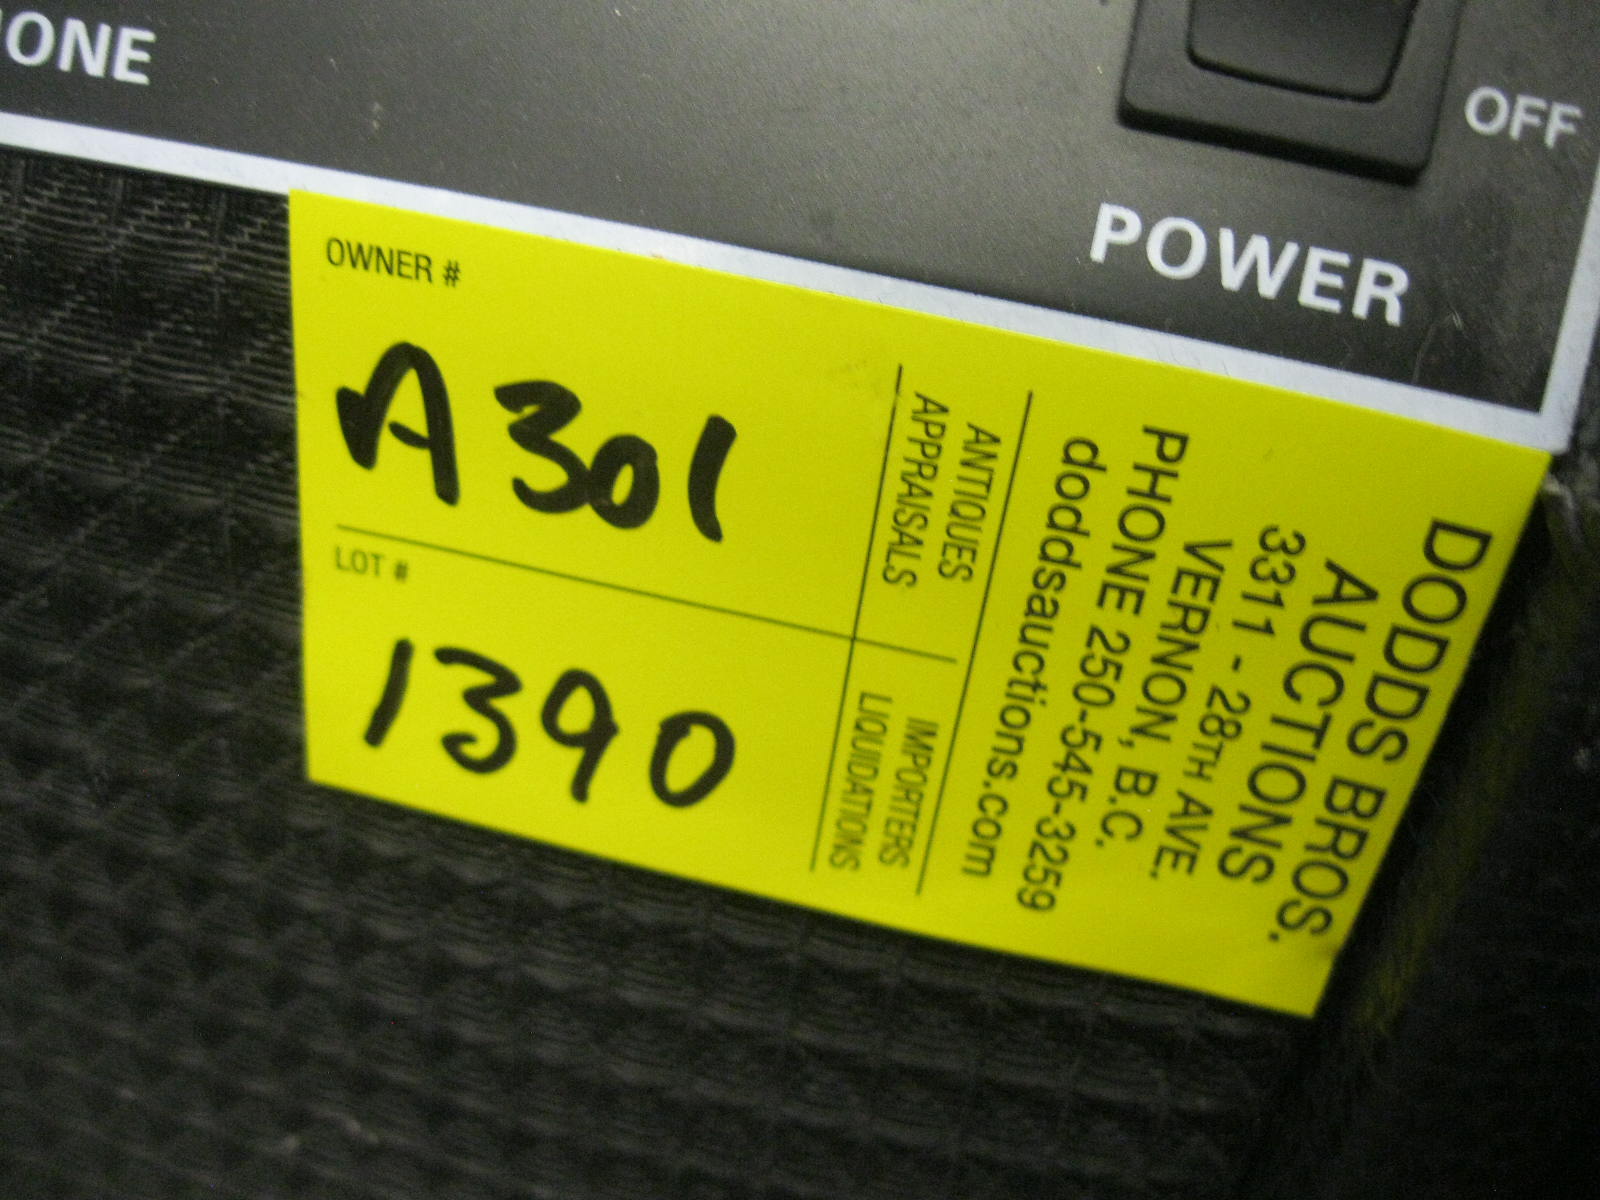 ONE
OFF
POWER
OWNER #
A301
LOT #
1390
ANTIQUES
APPRAISALS
IMPORTERS
LIQUIDATIONS
DODDS BROS.
AUCTIONS
3311 - 28TH AVE.
VERNON, B.C.
PHONE 250-545-3259
doddsauctions.com